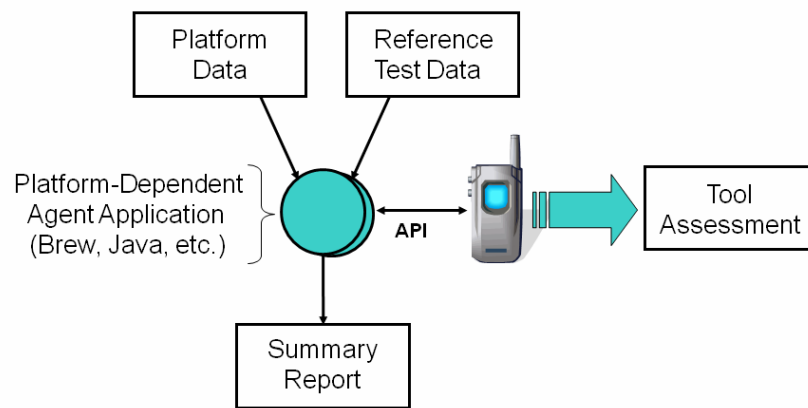 Platform
Data
Reference
Test Data
Platform-Dependent
Agent Application
(Brew, Java, etc.)
API
Tool
Assessment
Summary
Report